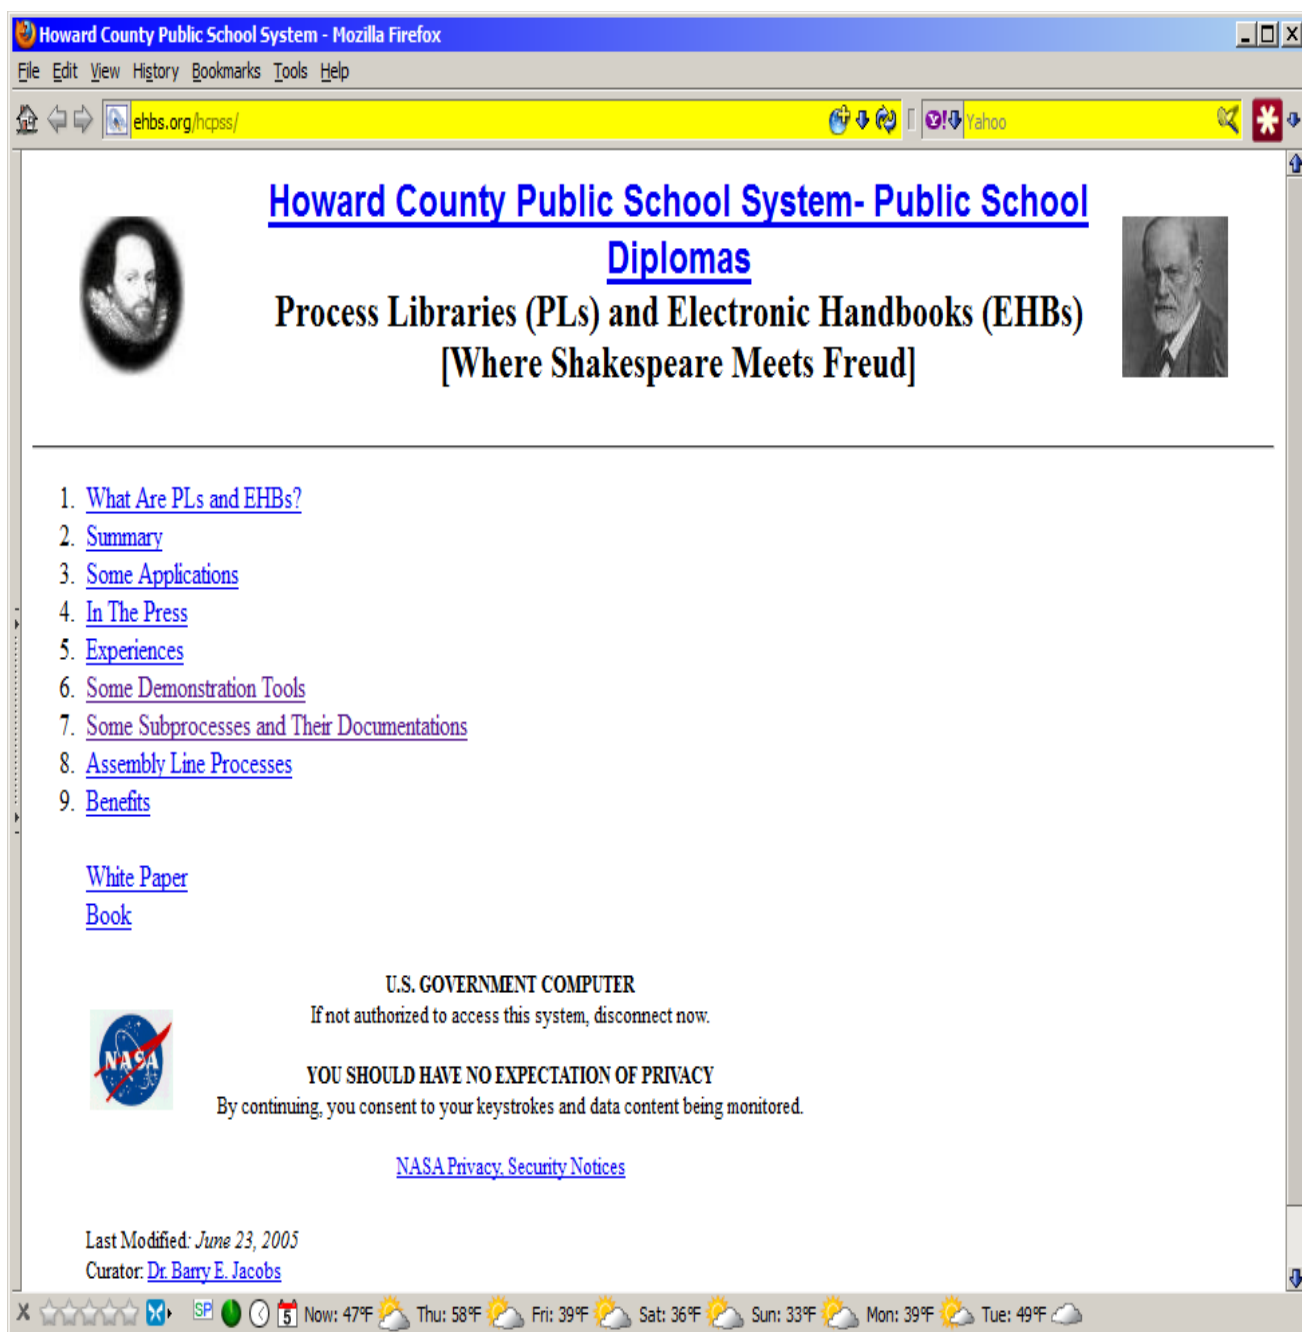 Howard County Public School System - Mozilla Firefox
File Edit View History Bookmarks Tools Help
ehbs.org/hcpss/
Y! Yahoo
Howard County Public School System- Public School
Diplomas
Process Libraries (PLs) and Electronic Handbooks (EHBs)
[Where Shakespeare Meets Freud]
1. What Are PLs and EHBs?
2. Summary
3. Some Applications
4. In The Press
5. Experiences
6. Some Demonstration Tools
7. Some Subprocesses and Their Documentations
8. Assembly Line Processes
9. Benefits
White Paper
Book
U.S. GOVERNMENT COMPUTER
If not authorized to access this system, disconnect now.
NASA
YOU SHOULD HAVE NO EXPECTATION OF PRIVACY
By continuing, you consent to your keystrokes and data content being monitored.
NASA Privacy, Security Notices
Last Modified: June 23, 2005
Curator: Dr. Barry E. Jacobs
SP 5 Now: 47°F Thu: 58°F Fri: 39°F Sat: 36°F Sun: 33°F Mon: 39°F Tue: 49°F